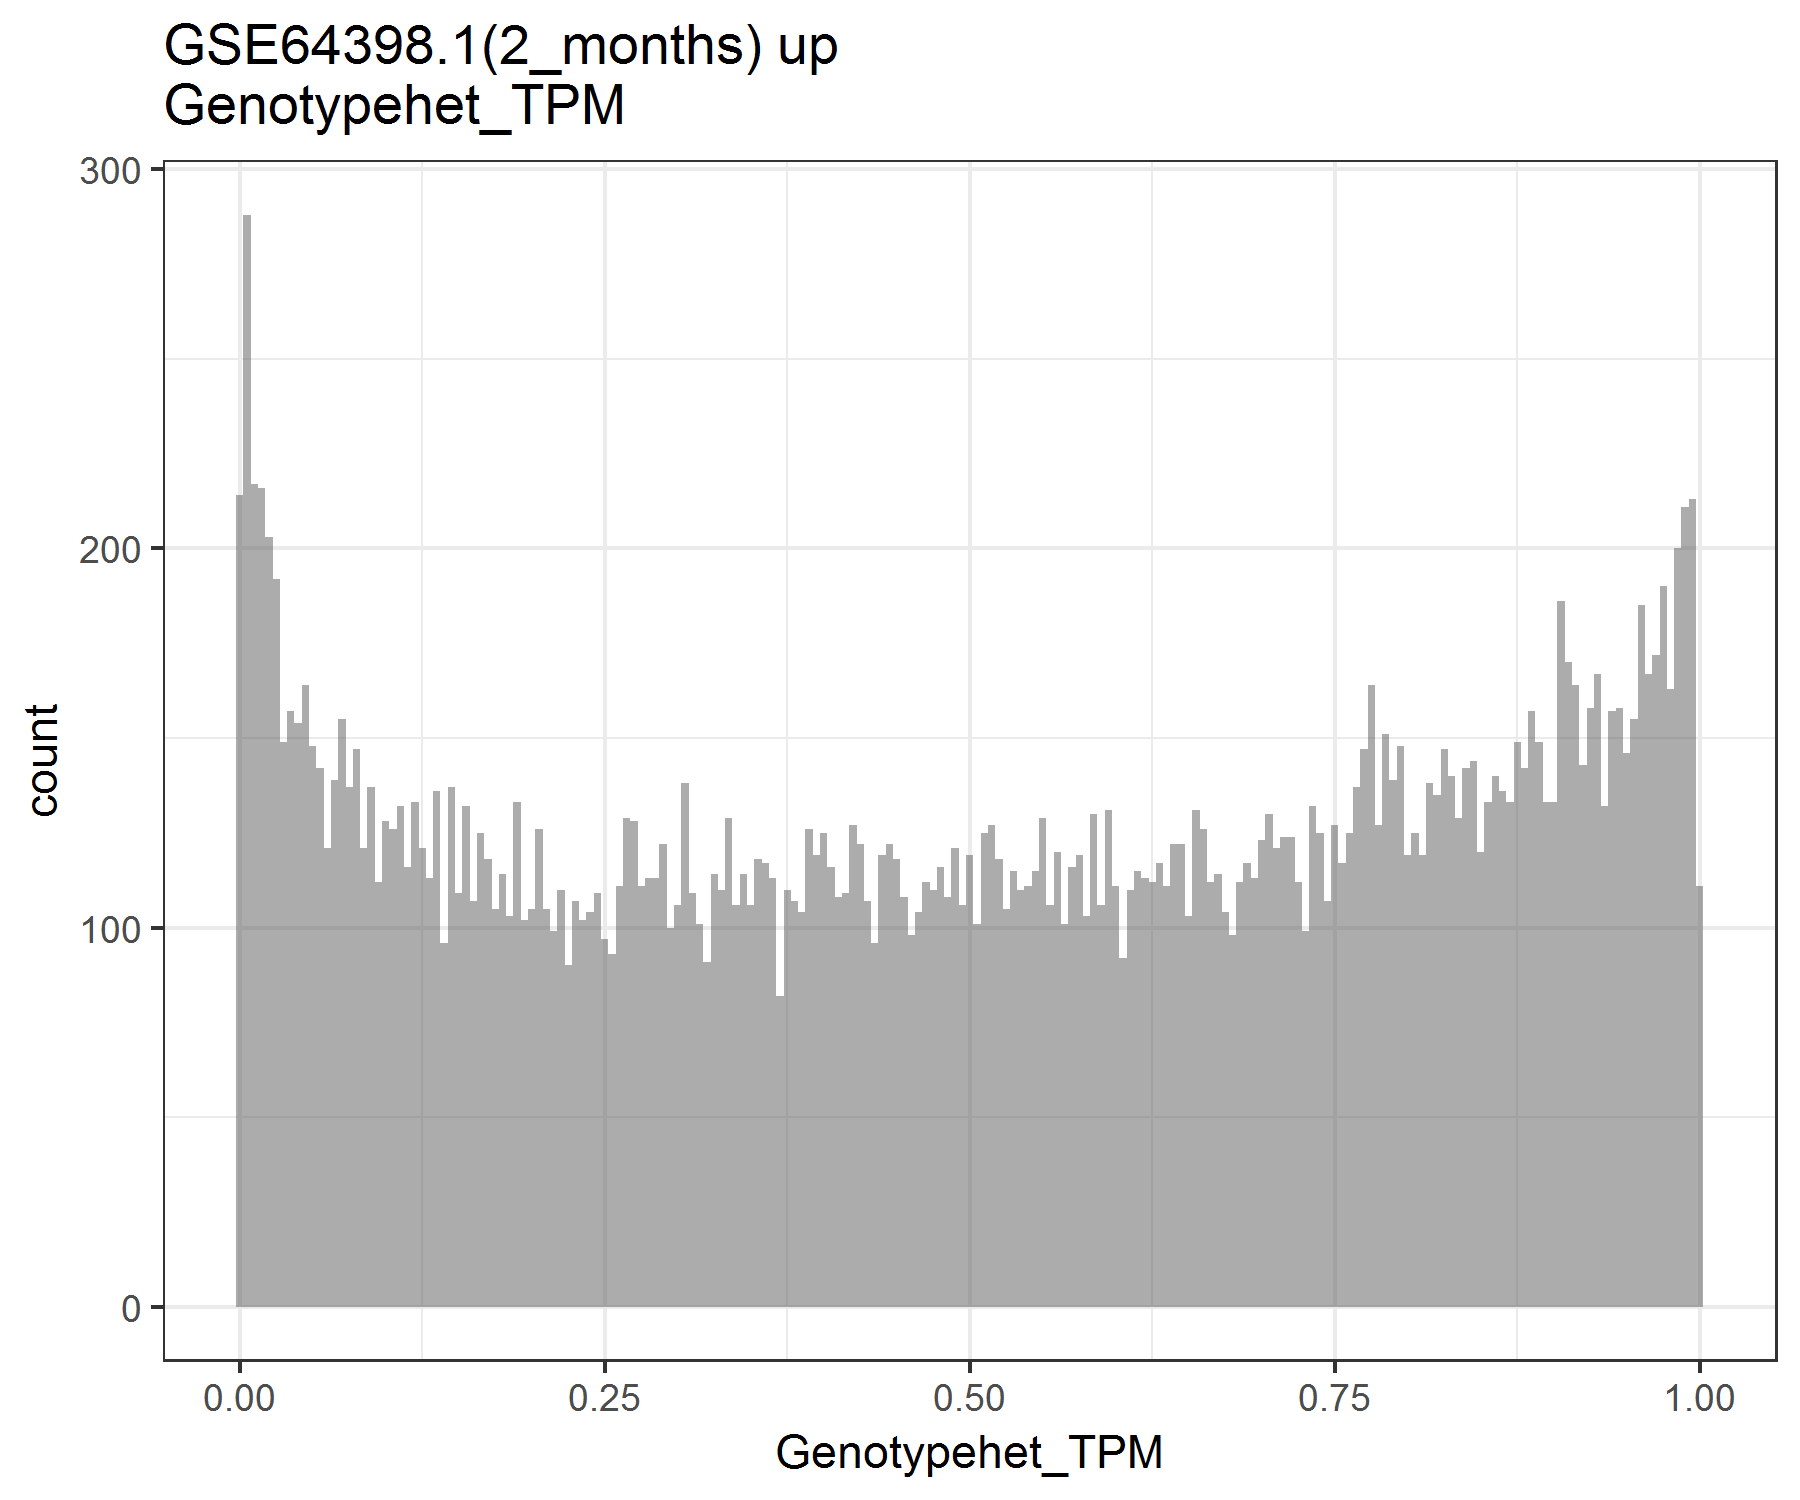 GSE64398.1(2_months) up
Genotypehet_TPM
300
200
100
0
count
0.00 0.25 0.50 0.75 1.00
Genotypehet_TPM